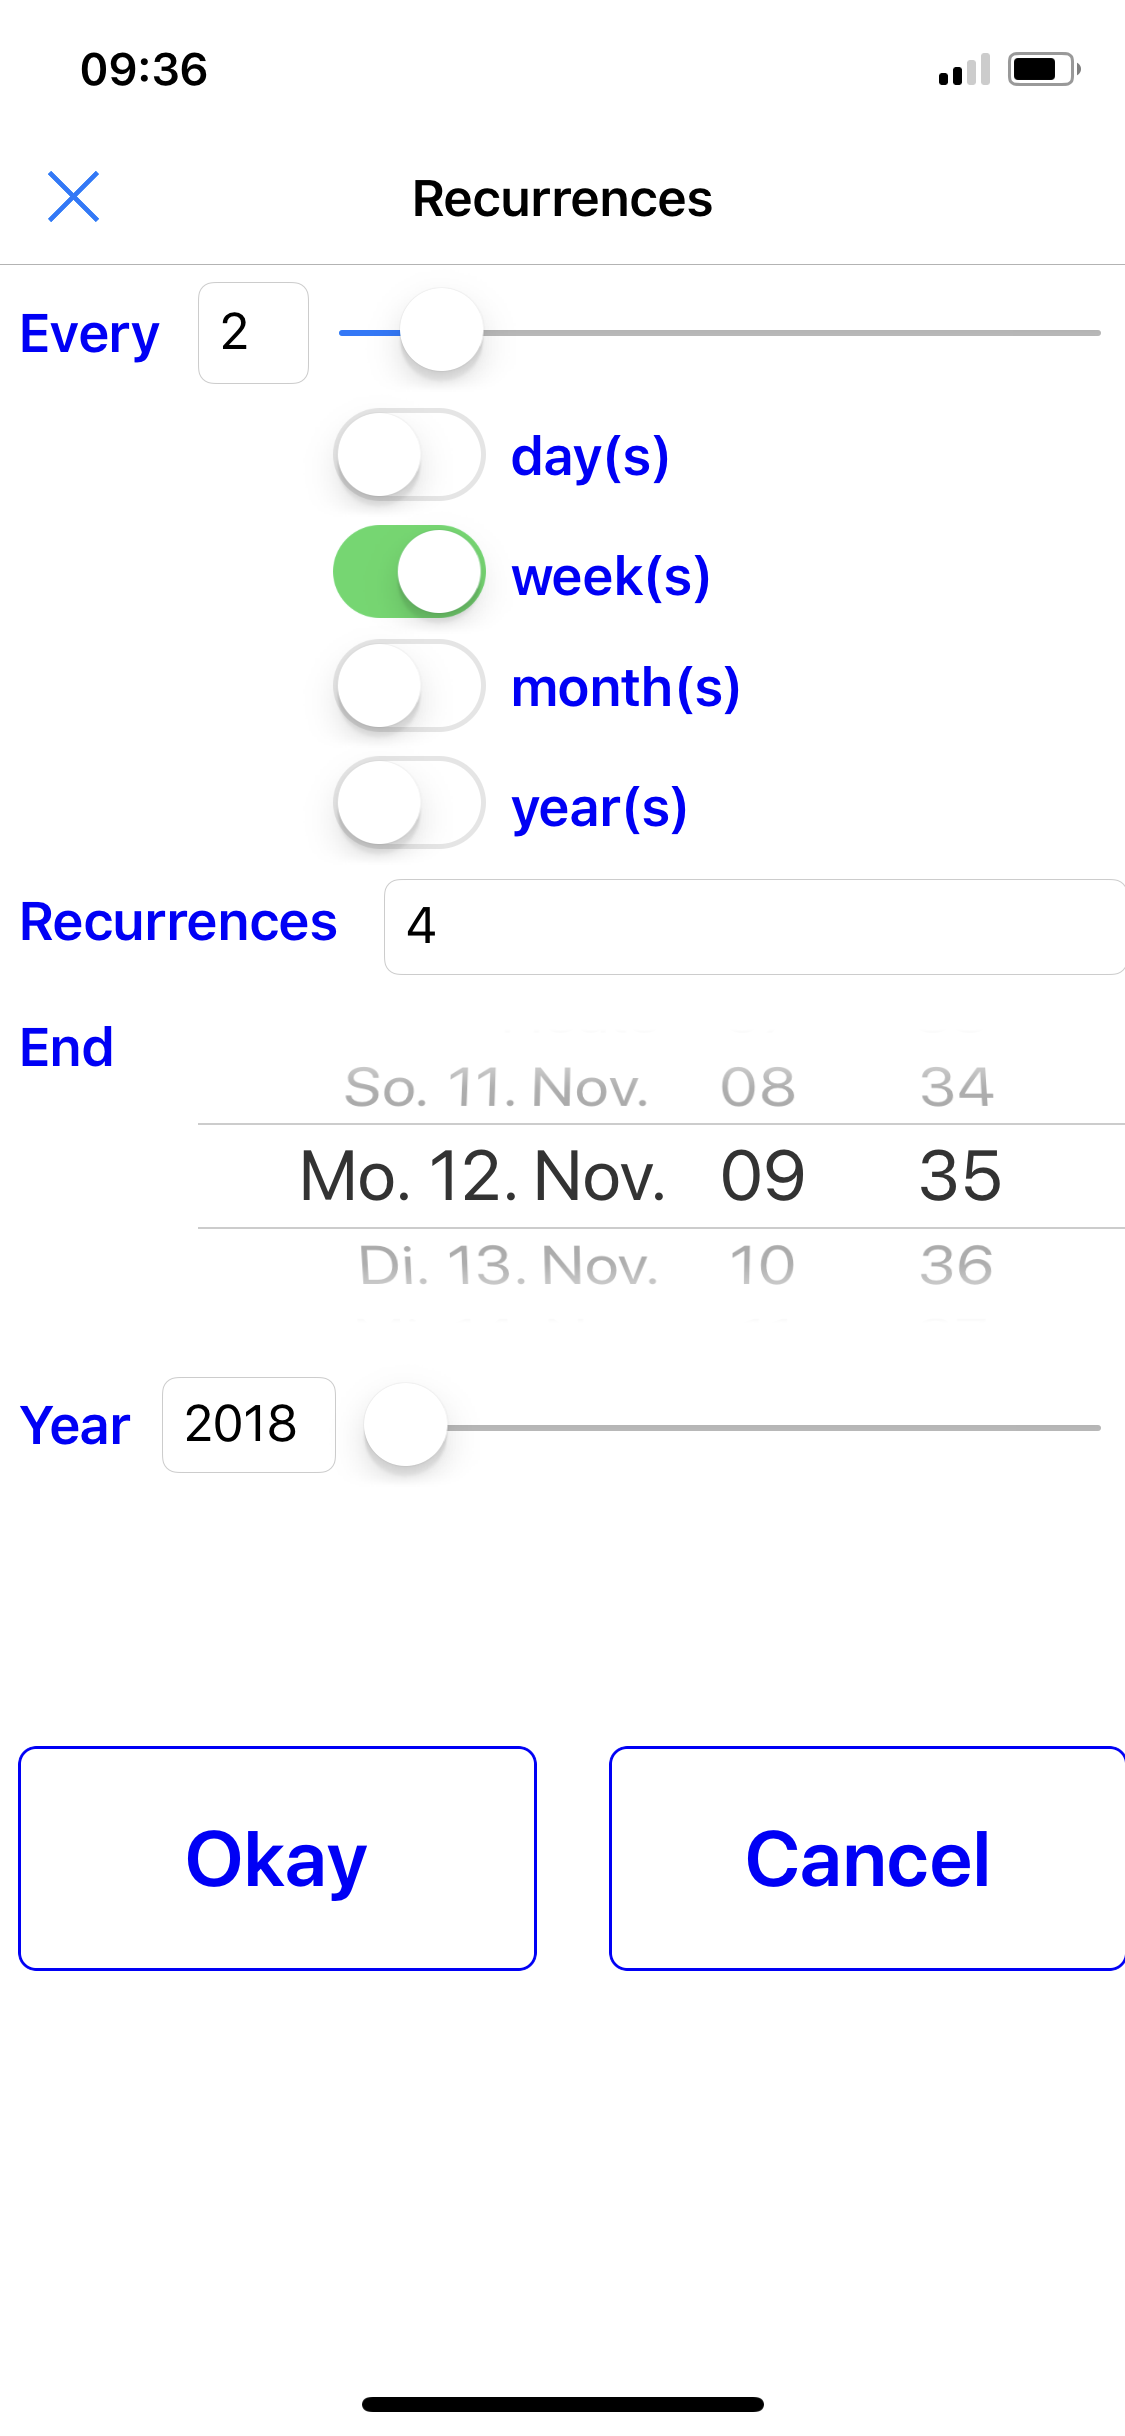 09:36
Recurrences
Every 2
day(s)
week(s)
month(s)
year(s)
Recurrences 4
End
So. 11. Nov. 08 34
Mo. 12. Nov. 09 35
Di. 13. Nov. 10 36
Year 2018
Okay Cancel